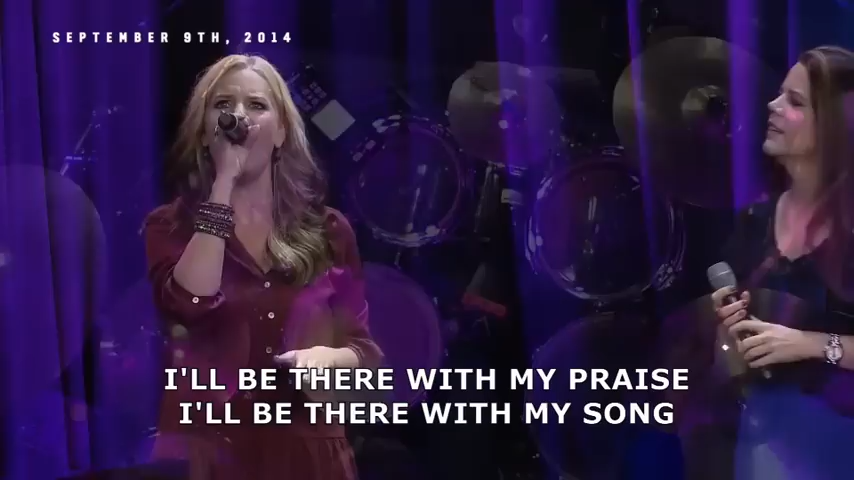 SEPTEMBER 9TH, 2014
I'LL BE THERE WITH MY PRAISE
I'LL BE THERE WITH MY SONG